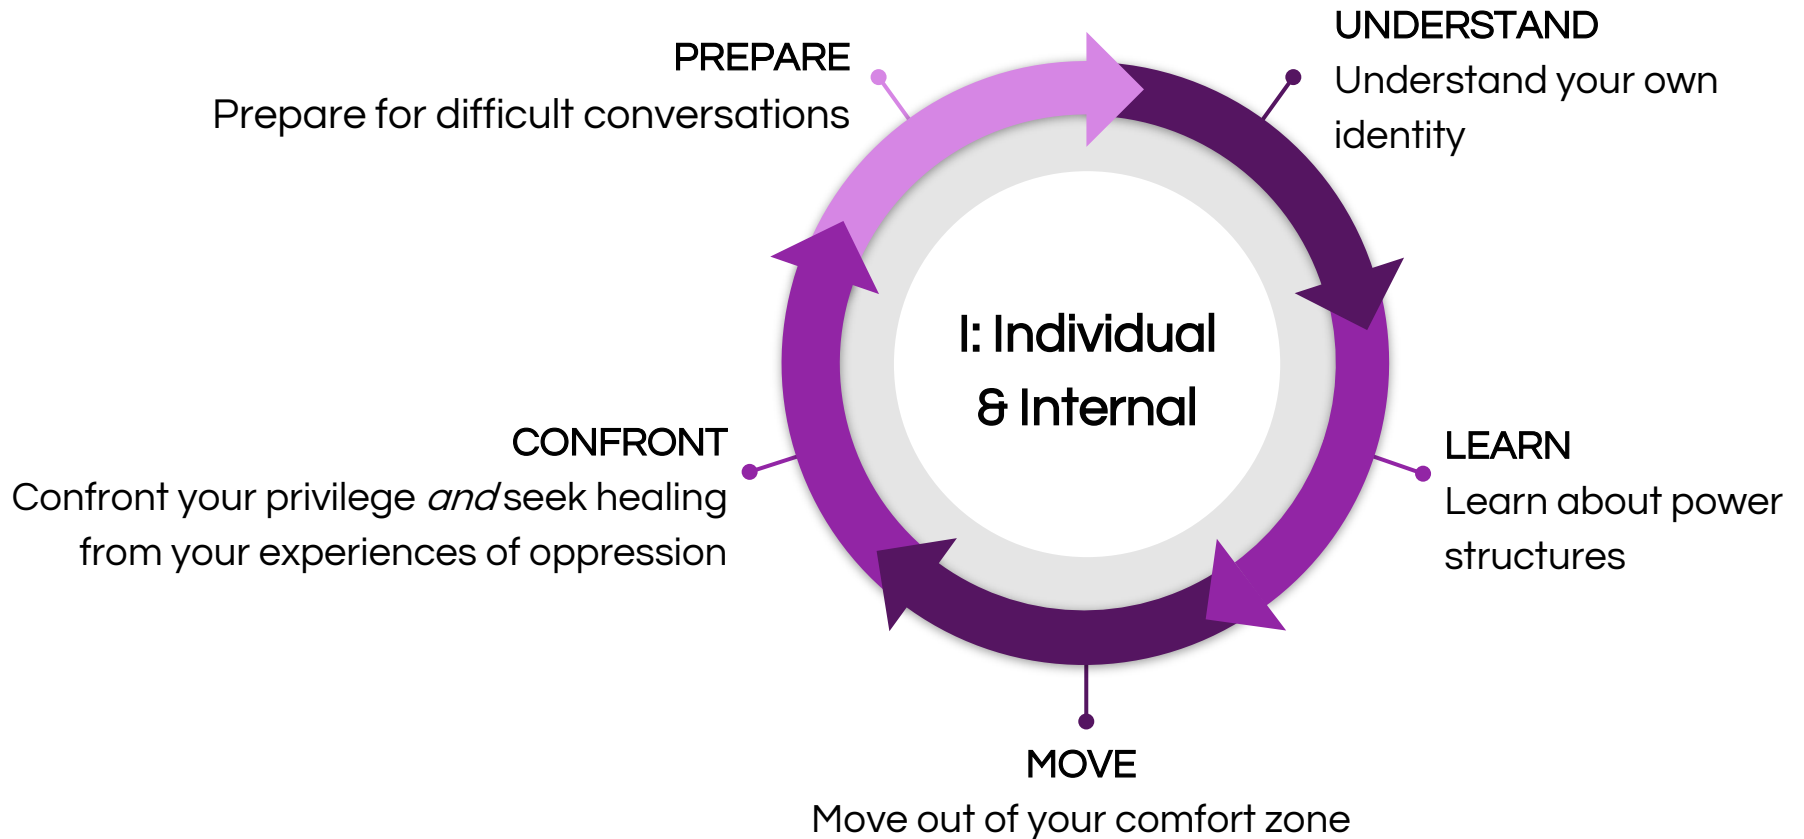 PREPARE
Prepare for difficult conversations
UNDERSTAND
Understand your own
identity
I: Individual
& Internal
CONFRONT
Confront your privilege and seek healing
from your experiences of oppression
LEARN
Learn about power
structures
MOVE
Move out of your comfort zone